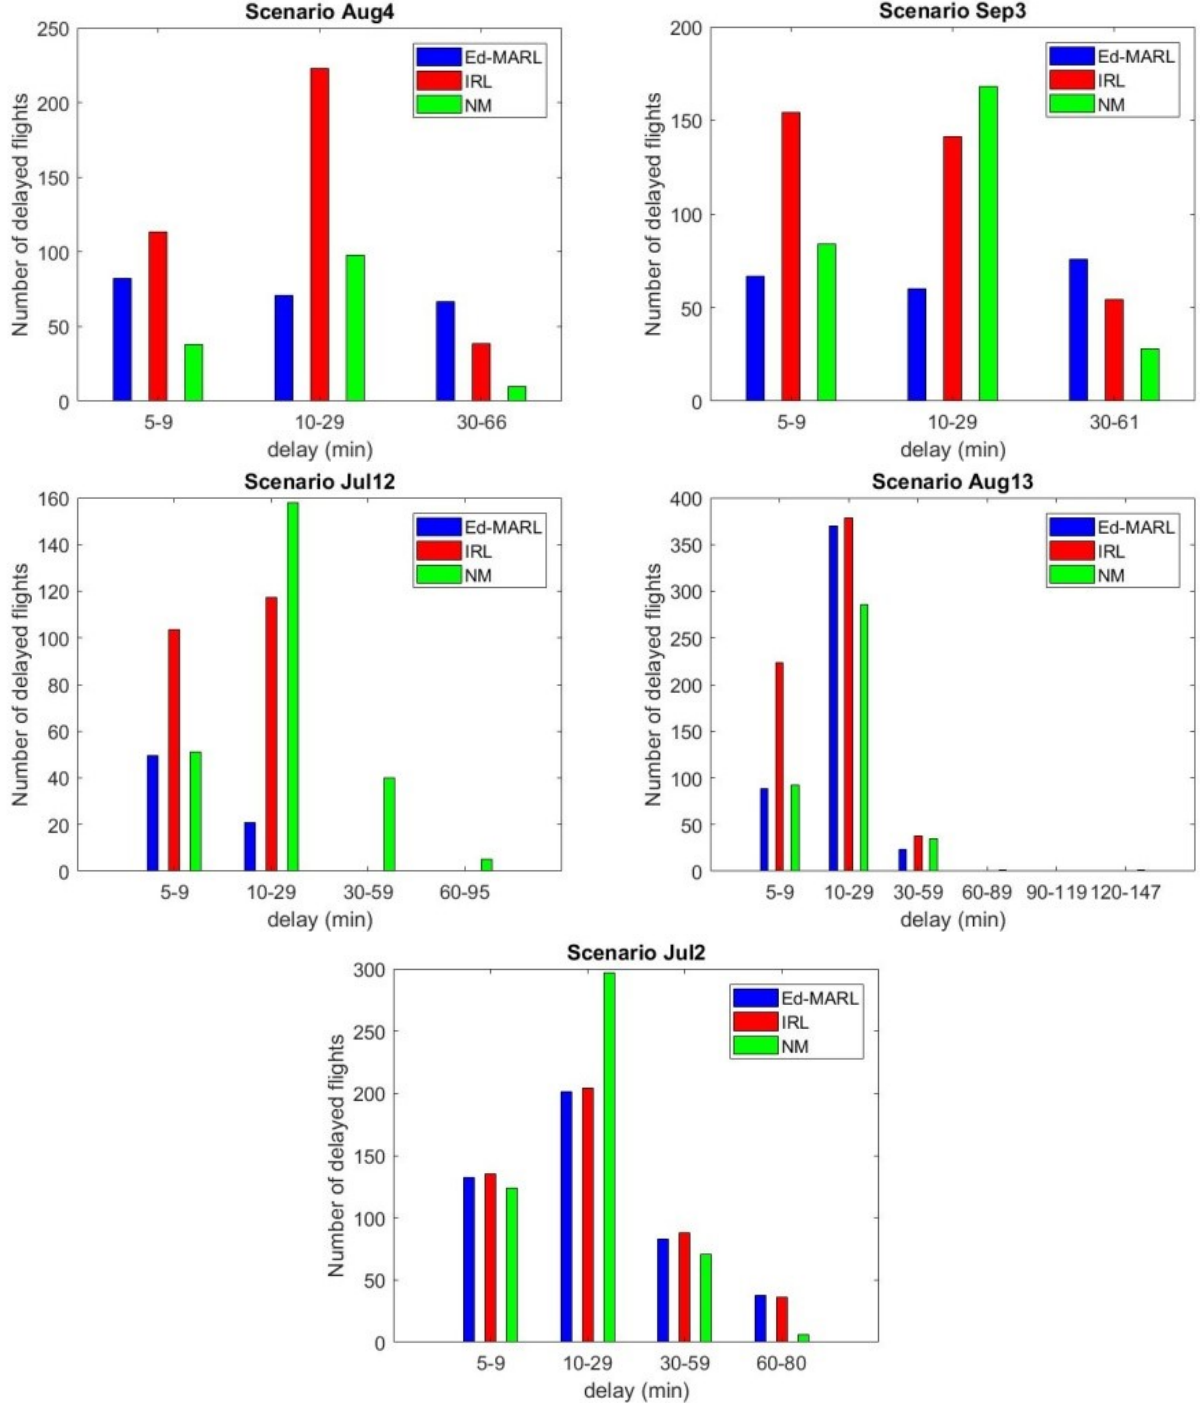 Scenario Aug4
Number of delayed flights
250
200
150
100
50
0
Ed-MARL
IRL
NM
5-9 10-29 30-66
delay (min)
Scenario Sep3
Number of delayed flights
200
150
100
50
0
Ed-MARL
IRL
NM
5-9 10-29 30-61
delay (min)
Scenario Jul12
Number of delayed flights
160
140
120
100
80
60
40
20
0
Ed-MARL
IRL
NM
5-9 10-29 30-59 60-95
delay (min)
Scenario Aug13
Number of delayed flights
400
350
300
250
200
150
100
50
0
Ed-MARL
IRL
NM
5-9 10-29 30-59 60-89 90-119 120-147
delay (min)
Scenario Jul2
Number of delayed flights
300
250
200
150
100
50
0
Ed-MARL
IRL
NM
5-9 10-29 30-59 60-80
delay (min)